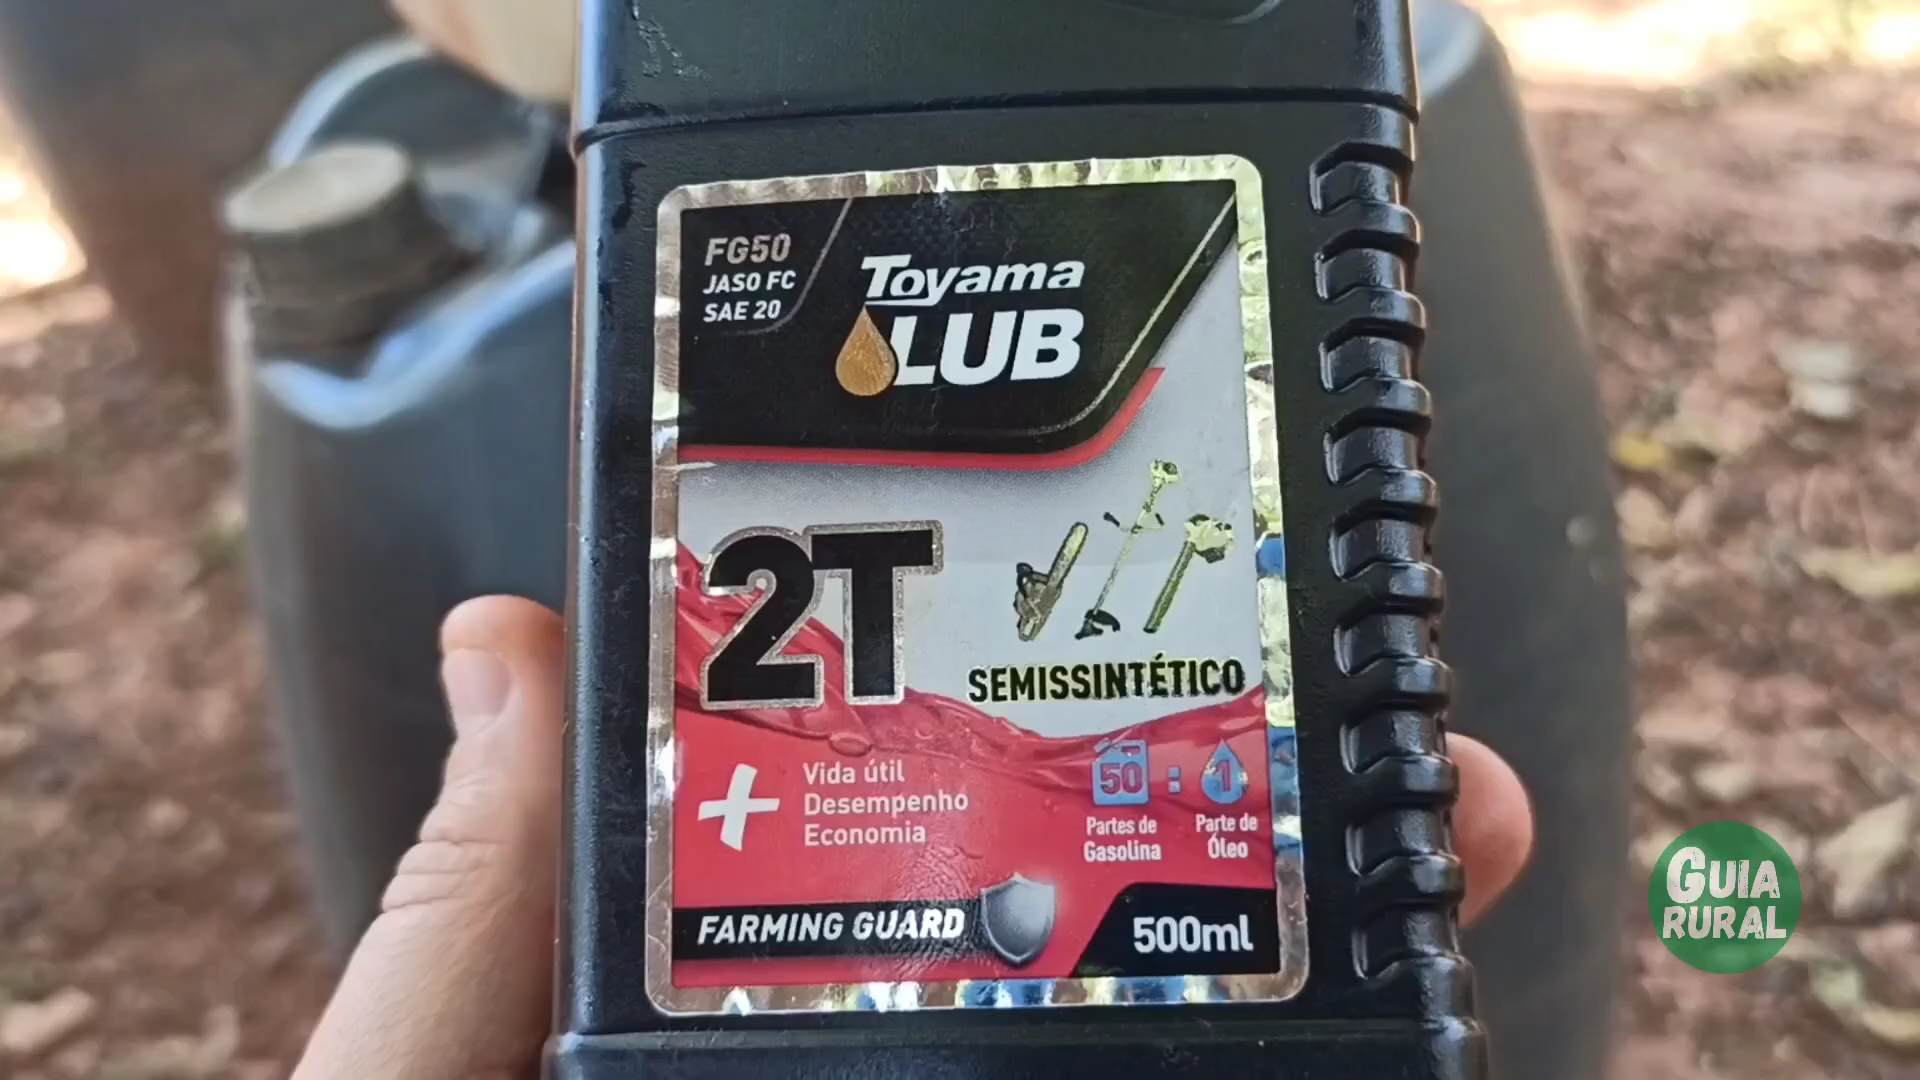 FG50
JASO FC
SAE 20
Toyama
LUB
2T
SEMISSINTÉTICO
+
Vida útil
Desempenho
Economia
50 : 1
Partes de Gasolina
Parte de Óleo
FARMING GUARD
500ml
GUIA
RURAL